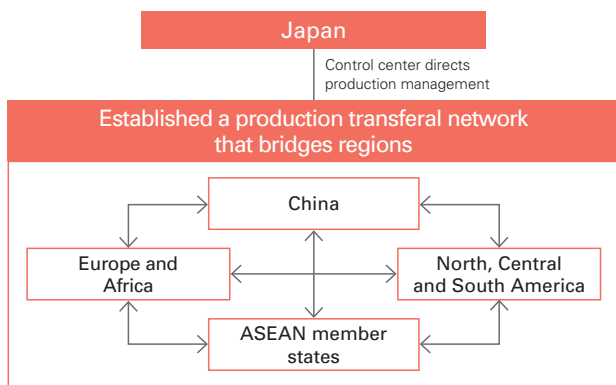 Japan
Control center directs
production management
Established a production transferal network
that bridges regions
China
Europe and
Africa
North, Central
and South America
ASEAN member
states